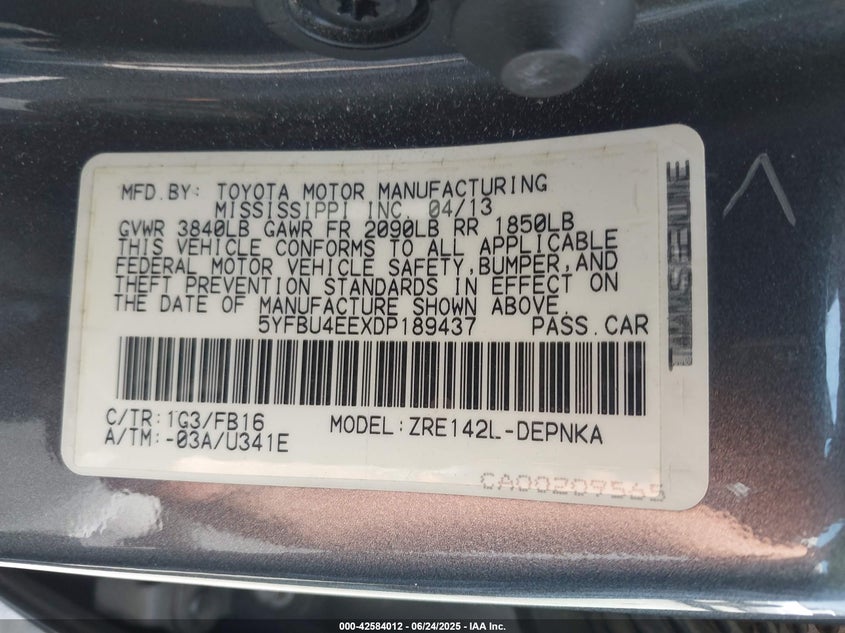 MFD.BY: TOYOTA MOTOR MANUFACTURING
MISSISSIPPI INC. 04/13
GVWR 3840LB GAWR FR 2090LB RR 1850LB
THIS VEHICLE CONFORMS TO ALL APPLICABLE
FEDERAL MOTOR VEHICLE SAFETY,BUMPER,AND
THEFT PREVENTION STANDARDS IN EFFECT ON
THE DATE OF MANUFACTURE SHOWN ABOVE.
5YFBU4EEXDP189437 PASS.CAR
C/TR:1G3/FB16 MODEL:ZRE142L-DEPNKA
A/TM:-03A/U341E
CA00209565
000-42584012 - 06/24/2025 - IAA Inc.